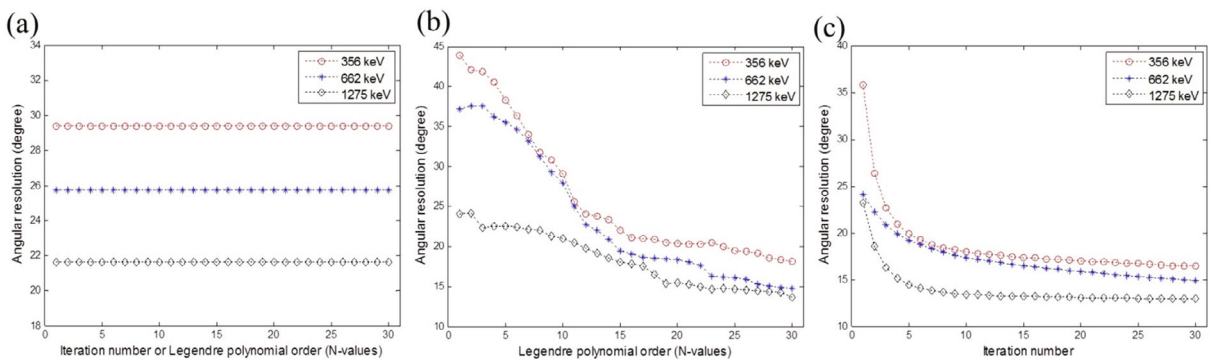 (a)
34
32
30
28
26
24
22
20
18
Angular resolution (degree)
0 5 10 15 20 25 30
Iteration number or Legendre polynomial order (N-values)
356 keV
662 keV
1275 keV
(b)
45
40
35
30
25
20
15
10
Angular resolution (degree)
0 5 10 15 20 25 30
Legendre polynomial order (N-values)
356 keV
662 keV
1275 keV
(c)
40
35
30
25
20
15
10
Angular resolution (degree)
0 5 10 15 20 25 30
Iteration number
356 keV
662 keV
1275 keV